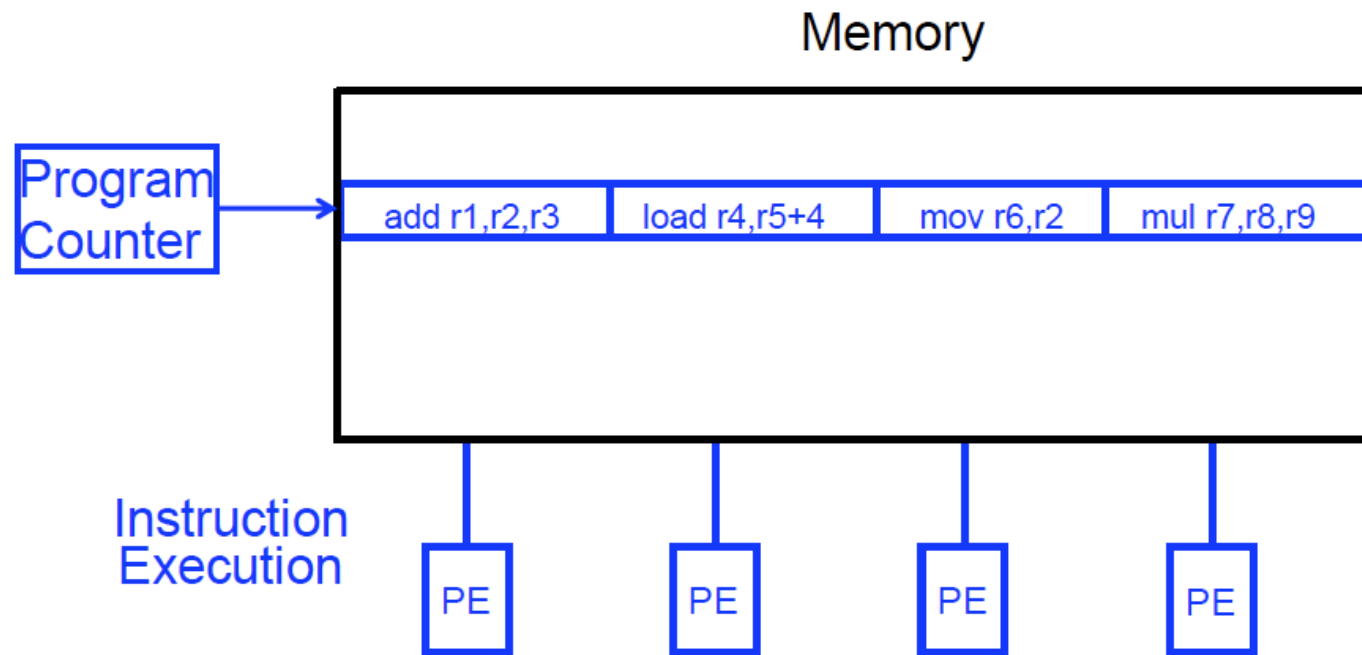 Memory
Program
Counter
add r1,r2,r3
load r4,r5+4
mov r6,r2
mul r7,r8,r9
Instruction
Execution
PE
PE
PE
PE